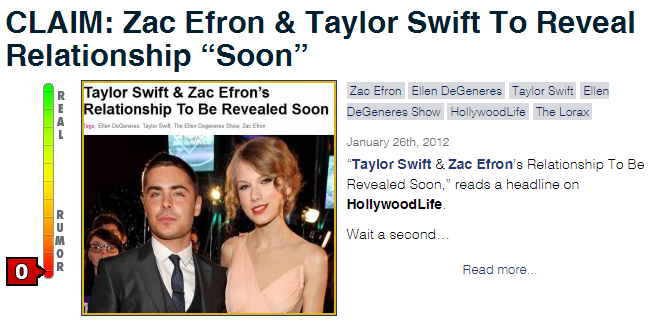 CLAIM: Zac Efron & Taylor Swift To Reveal
Relationship “Soon”
REAL
RUMOR
0
Taylor Swift & Zac Efron's
Relationship To Be Revealed Soon
Tags: Ellen DeGeneres, Taylor Swift, The Ellen Degeneres Show, Zac Efron
Zac Efron Ellen DeGeneres Taylor Swift Ellen
DeGeneres Show HollywoodLife The Lorax
January 26th, 2012
“Taylor Swift & Zac Efron’s Relationship To Be
Revealed Soon,” reads a headline on
HollywoodLife.
Wait a second…
Read more...